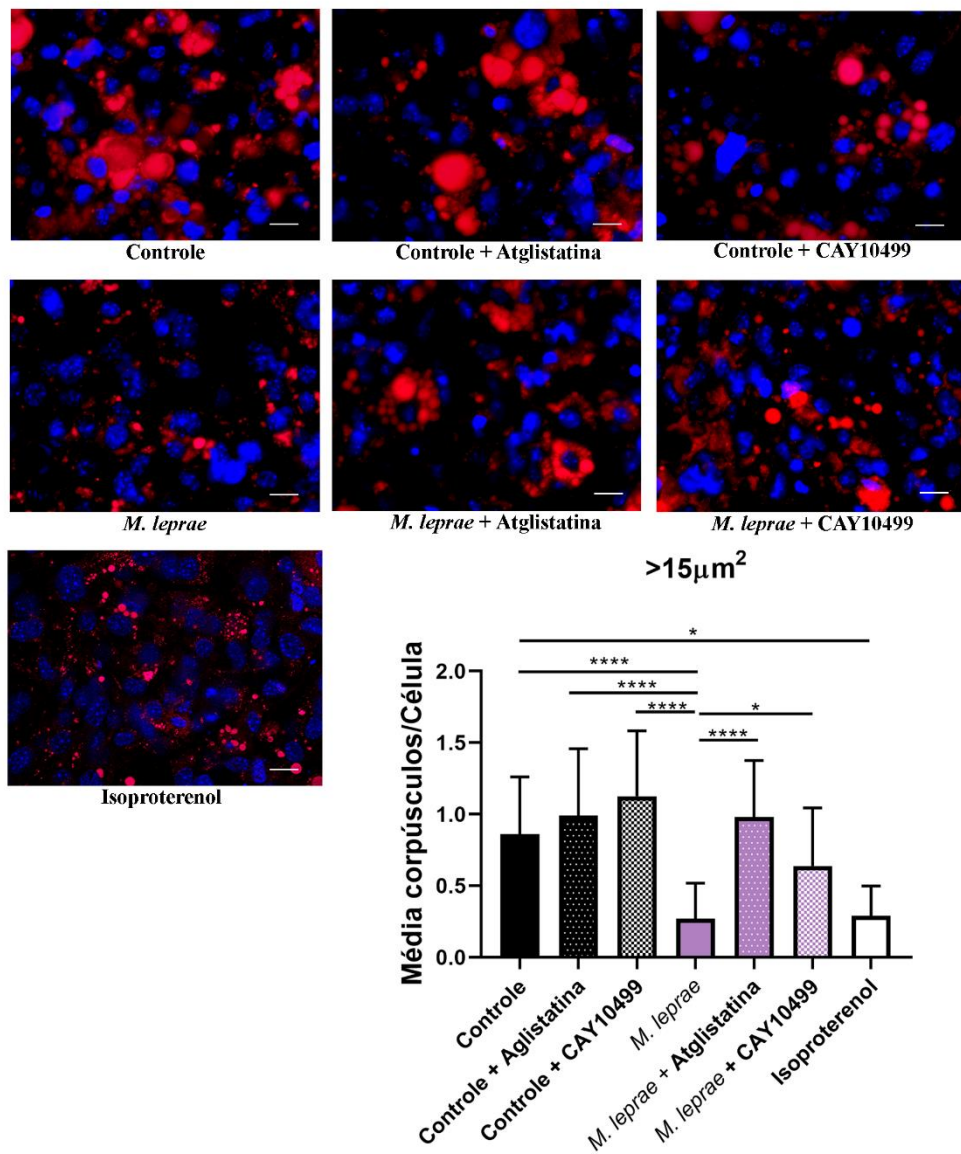 Controle
Controle + Atglistatina
Controle + CAY10499
M. leprae
M. leprae + Atglistatina
M. leprae + CAY10499
Isoproterenol
>15μm²
*
****
****
****
*
****
Média corpúsculos/Célula
2.0
1.5
1.0
0.5
0.0
Controle
Controle + Aglistatina
Controle + CAY10499
M. leprae
M. leprae + Atglistatina
M. leprae + CAY10499
Isoproterenol